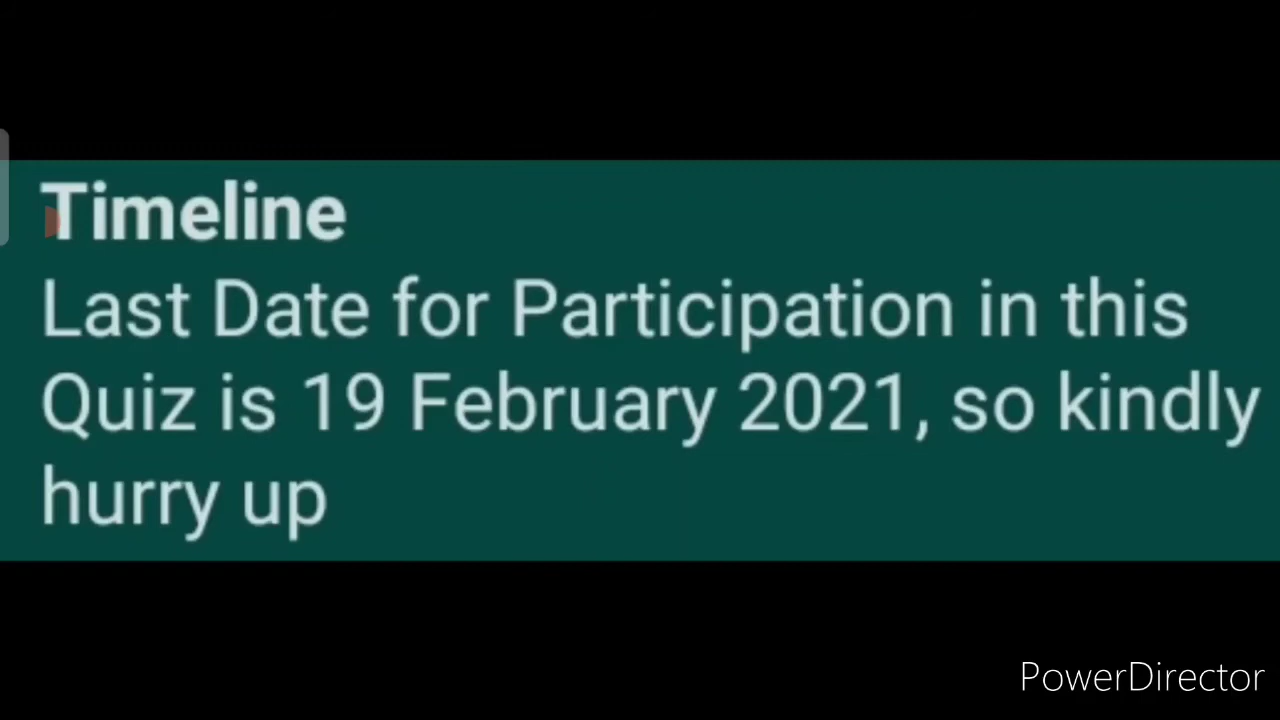 Timeline
Last Date for Participation in this
Quiz is 19 February 2021, so kindly
hurry up
PowerDirector